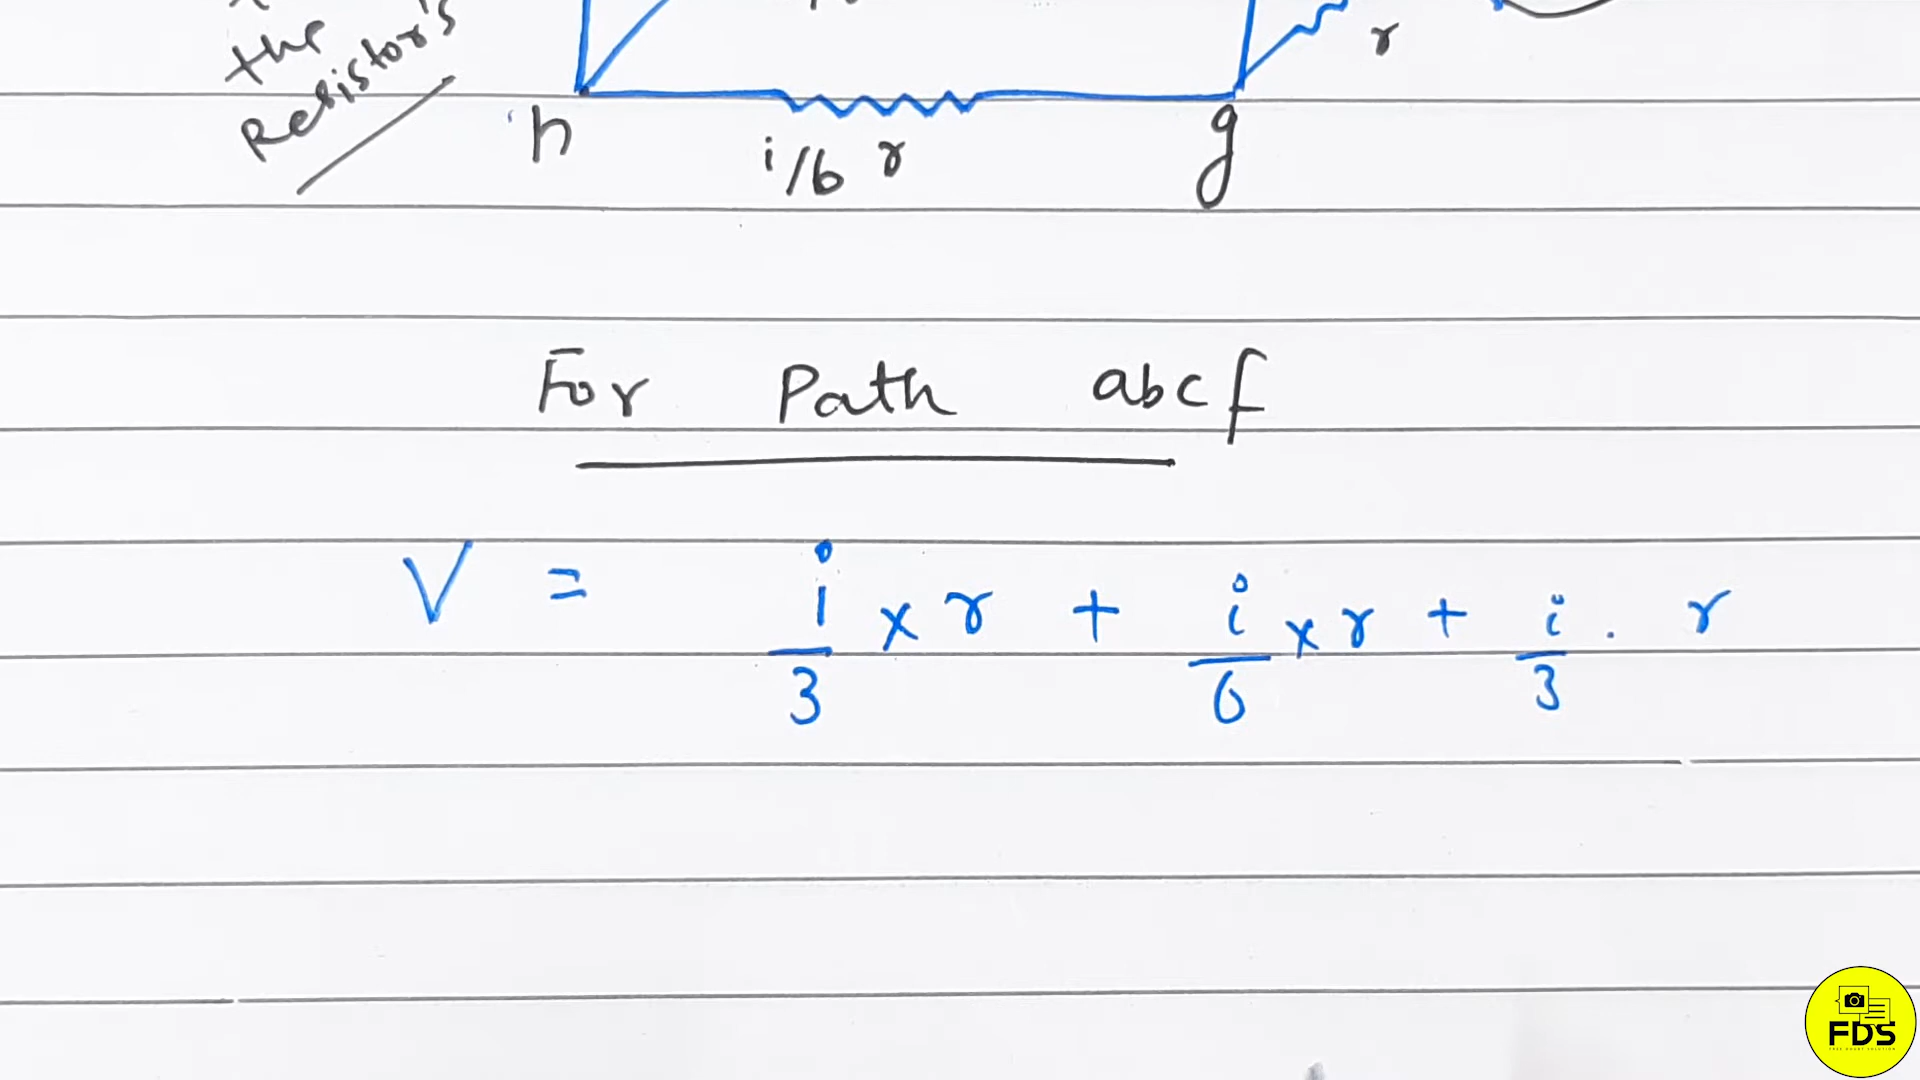 the
Resistor's
r
h
i/6 r
g
For Path abcf
V = i/3 × r + i/6 × r + i/3 . r
FDS